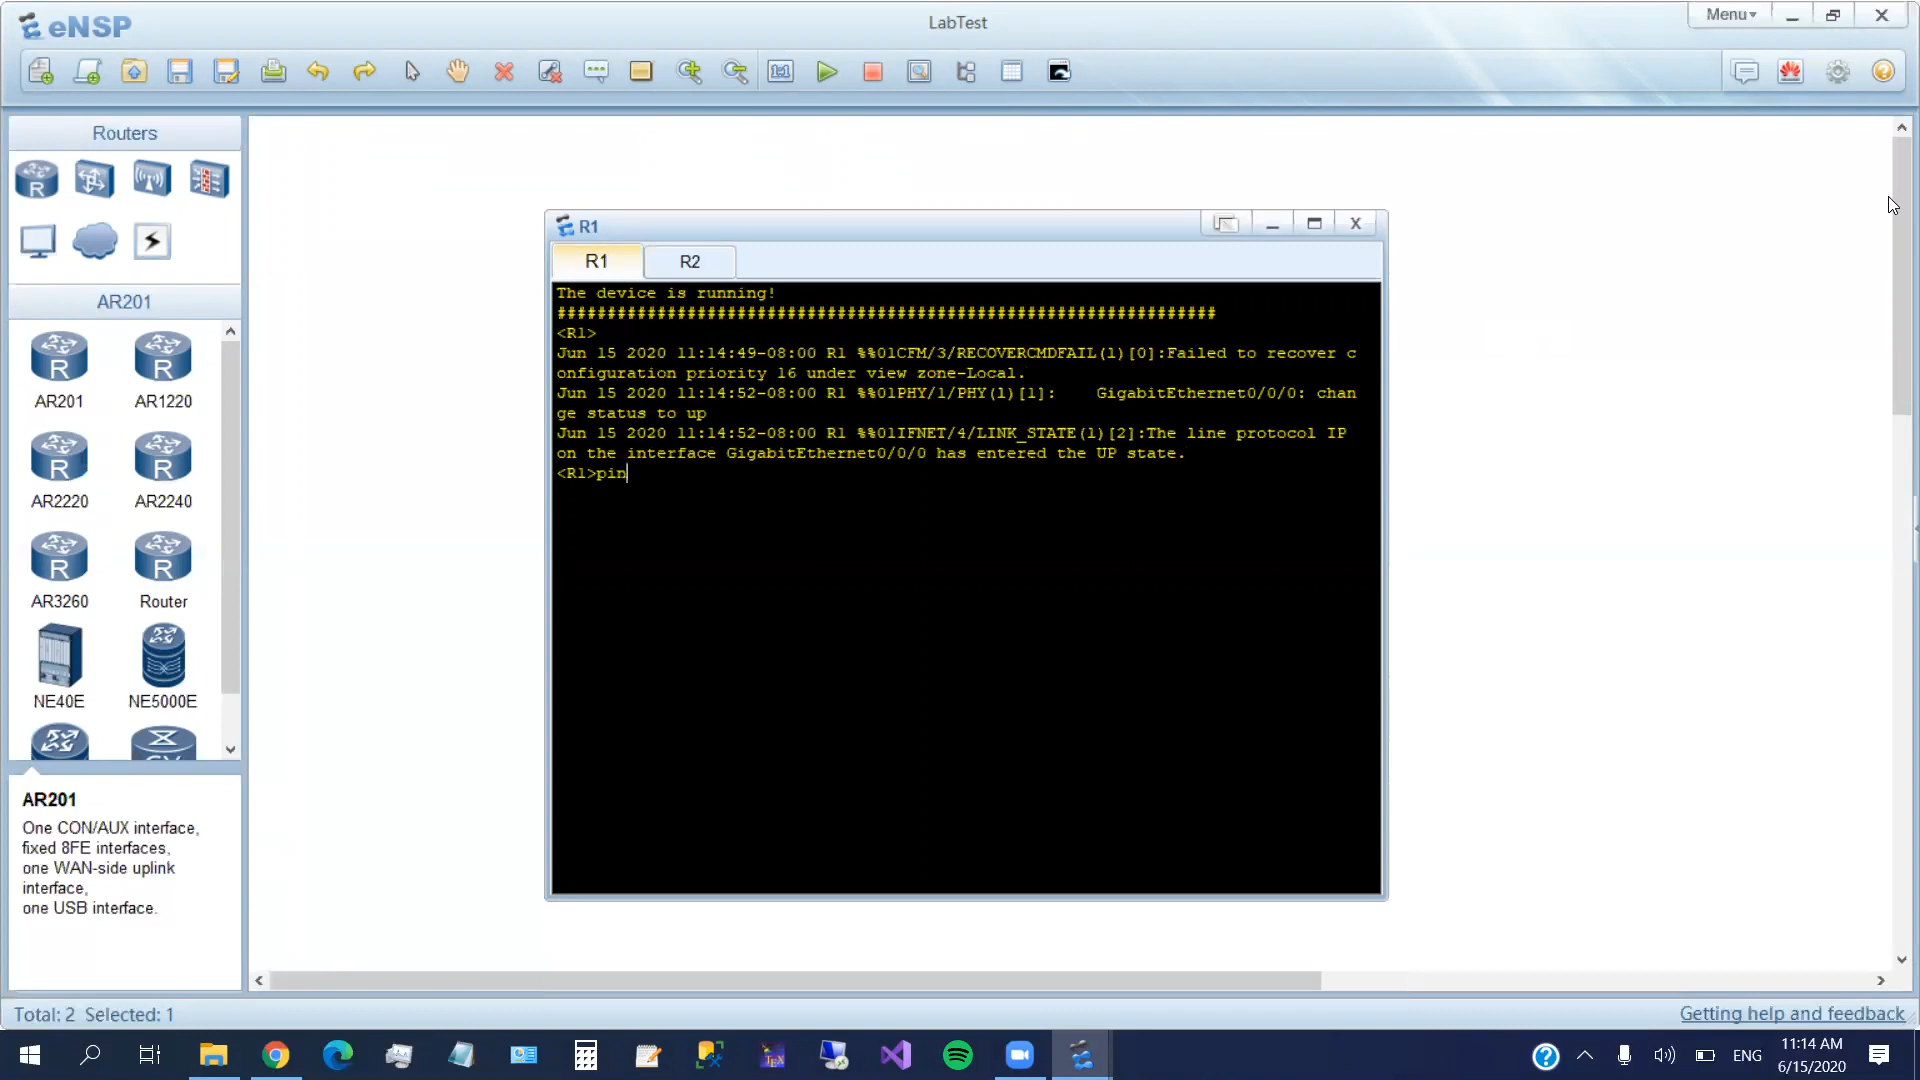 eNSP
LabTest
Menu
Routers
AR201
AR201
AR1220
AR2220
AR2240
AR3260
Router
NE40E
NE5000E
AR201
One CON/AUX interface,
fixed 8FE interfaces,
one WAN-side uplink
interface,
one USB interface.
R1
R1
R2
The device is running!
##################################################################
<R1>
Jun 15 2020 11:14:49-08:00 R1 %%01CFM/3/RECOVERCMDFAIL(l)[0]:Failed to recover c
onfiguration priority 16 under view zone-Local.
Jun 15 2020 11:14:52-08:00 R1 %%01PHY/1/PHY(l)[1]:    GigabitEthernet0/0/0: chan
ge status to up
Jun 15 2020 11:14:52-08:00 R1 %%01IFNET/4/LINK_STATE(l)[2]:The line protocol IP
on the interface GigabitEthernet0/0/0 has entered the UP state.
<R1>pin
Total: 2 Selected: 1
Getting help and feedback
ENG
11:14 AM
6/15/2020